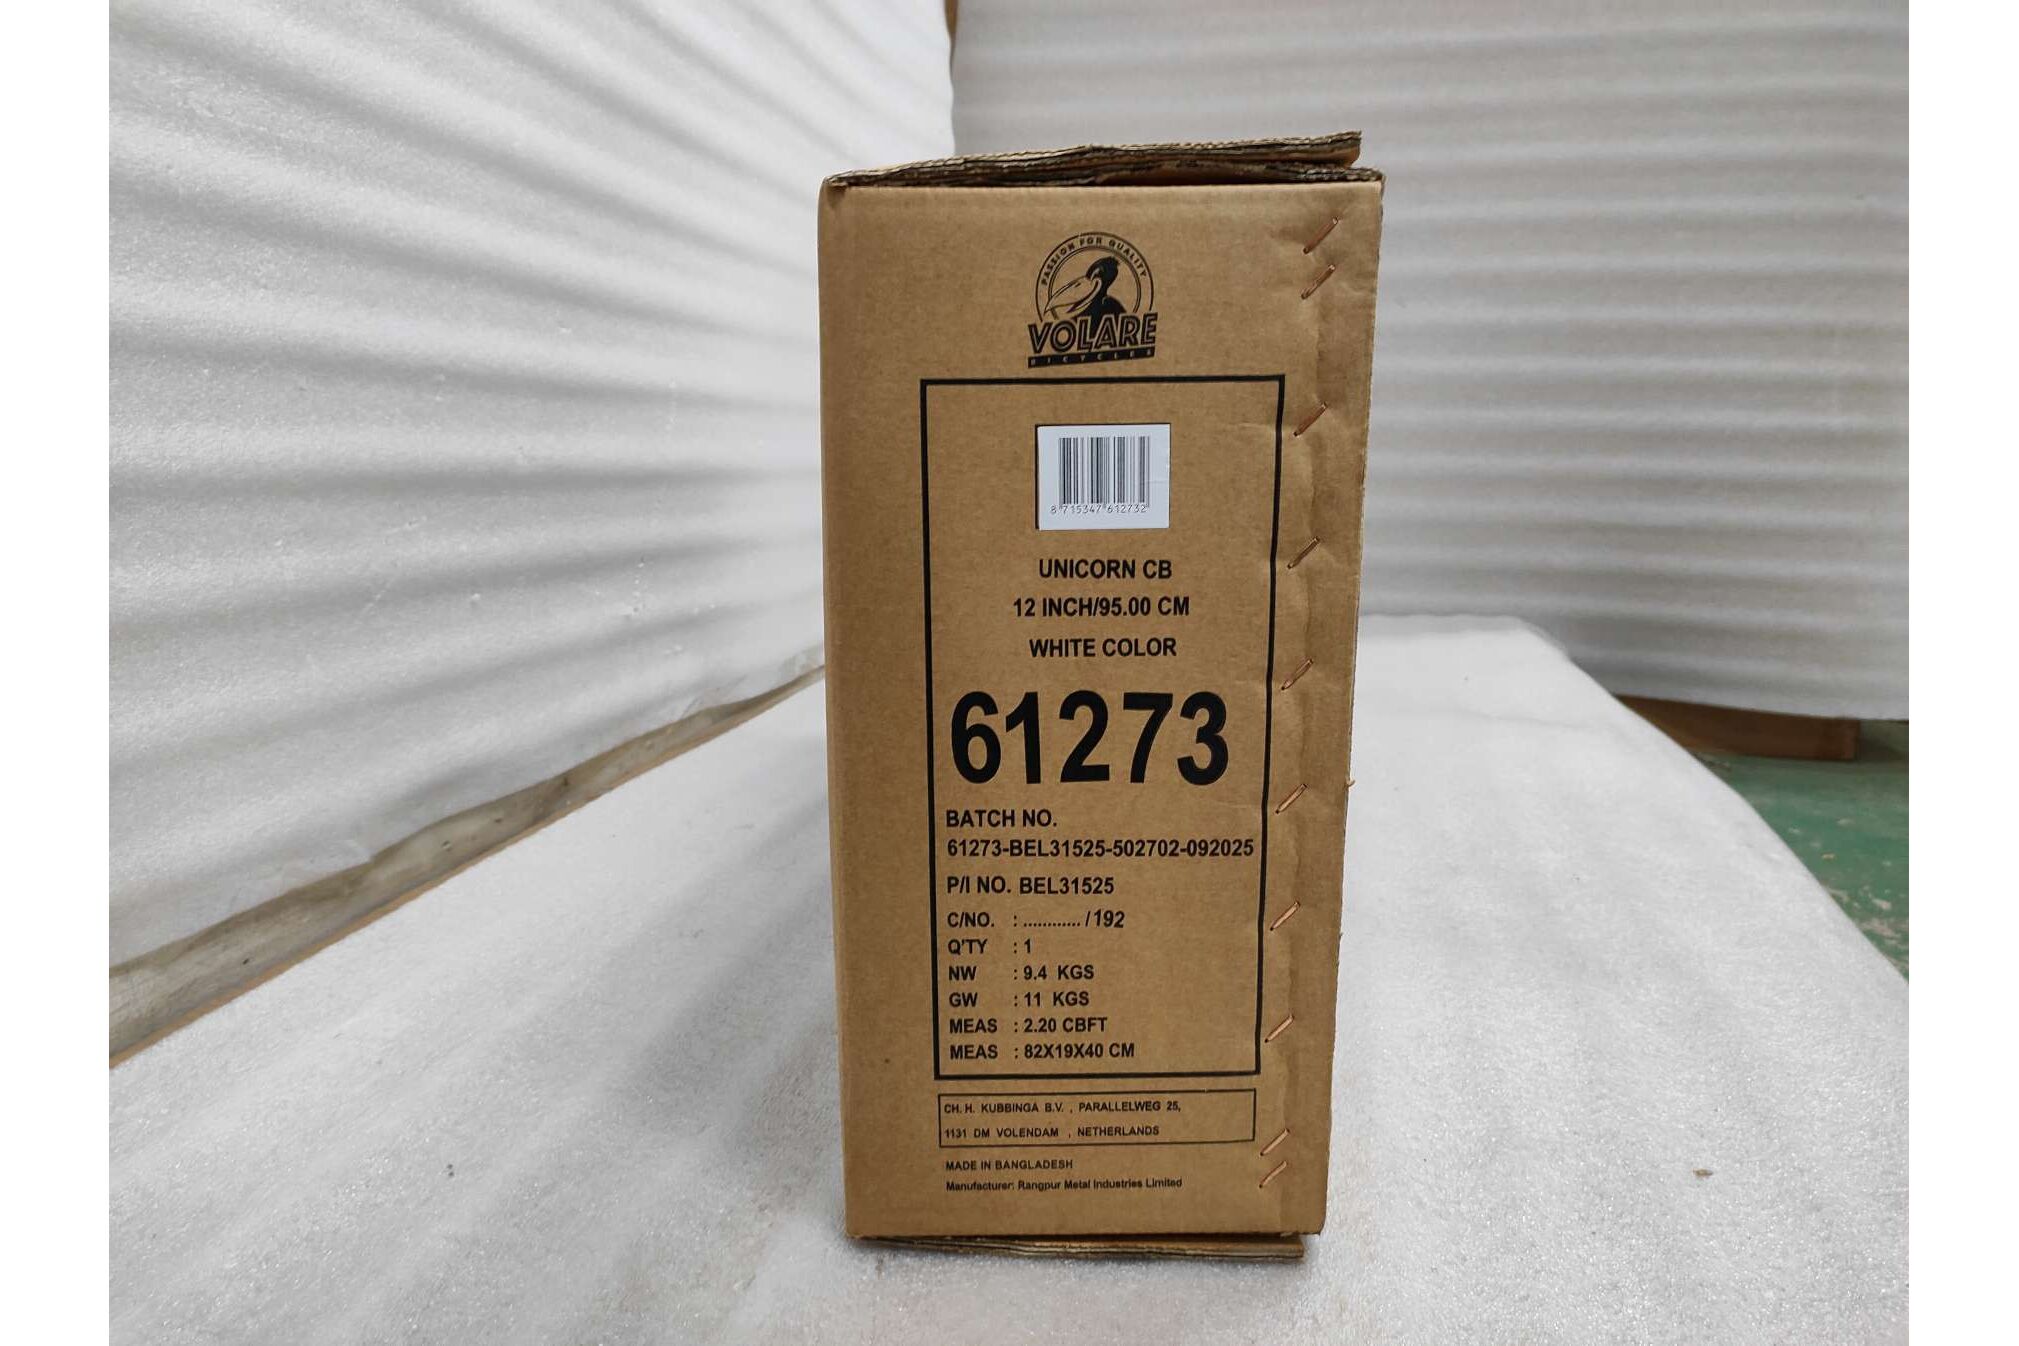 PASSION FOR QUALITY
VOLARE
BICYCLES
8 715347 612732
UNICORN CB
12 INCH/95.00 CM
WHITE COLOR
61273
BATCH NO.
61273-BEL31525-502702-092025
P/I NO. BEL31525
C/NO. : ............ / 192
Q'TY : 1
NW : 9.4 KGS
GW : 11 KGS
MEAS : 2.20 CBFT
MEAS : 82X19X40 CM
CH. H. KUBBINGA B.V. , PARALLELWEG 25,
1131 DM VOLENDAM , NETHERLANDS
MADE IN BANGLADESH
Manufacturer: Rangpur Metal Industries Limited